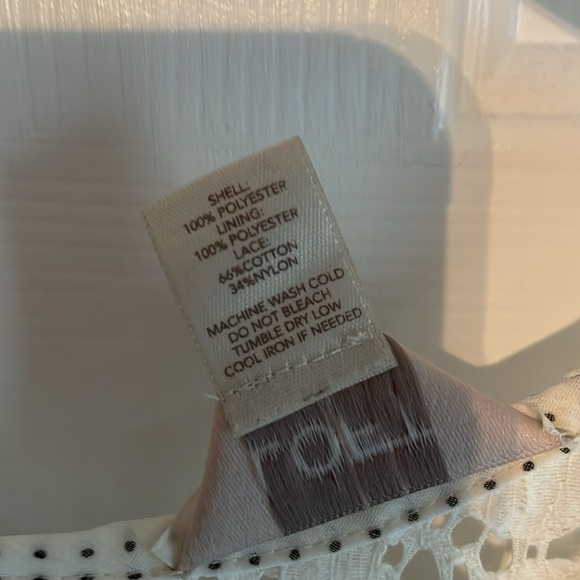 SHELL:
100% POLYESTER
LINING:
100% POLYESTER
LACE:
66%COTTON
34%NYLON
MACHINE WASH COLD
DO NOT BLEACH
TUMBLE DRY LOW
COOL IRON IF NEEDED